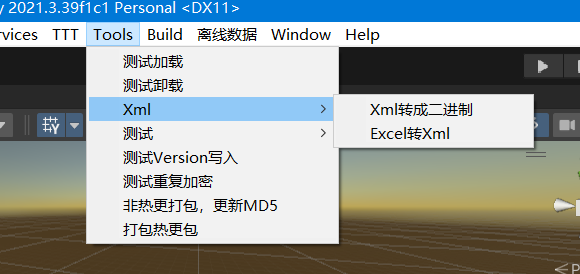 y 2021.3.39f1c1 Personal <DX11>
ervices TTT Tools Build 离线数据 Window Help
测试加载
测试卸载
Xml
Xml转成二进制
测试
Excel转Xml
测试Version写入
测试重复加密
非热更打包，更新MD5
打包热更包